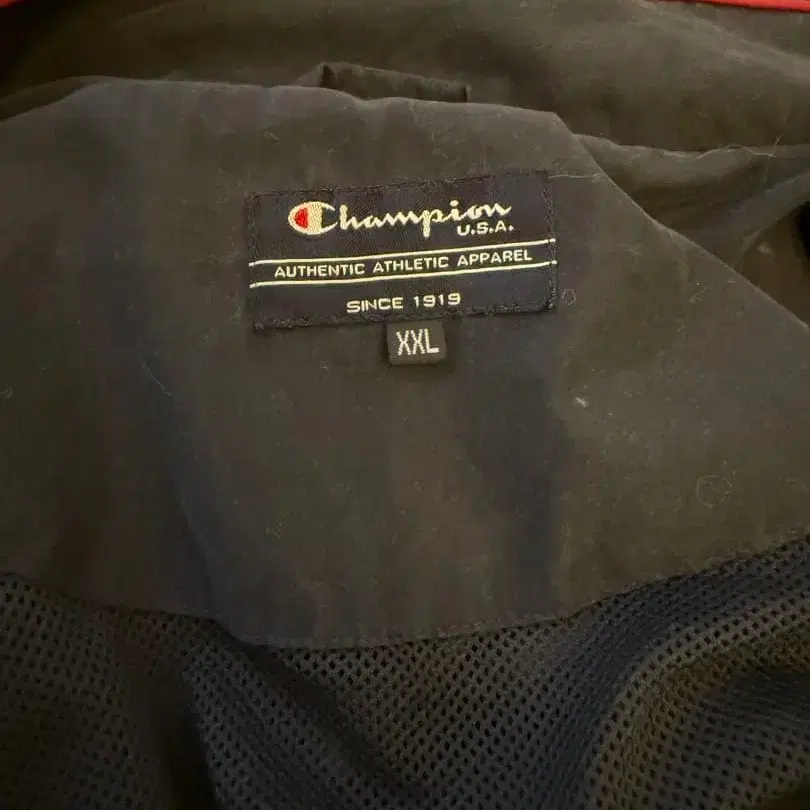 Champion
U.S.A.
AUTHENTIC ATHLETIC APPAREL
SINCE 1919
XXL